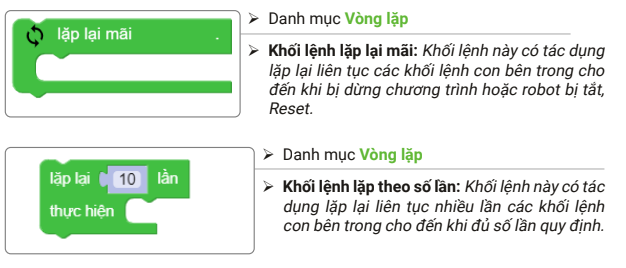 lặp lại mãi
➢ Danh mục Vòng lặp
➢ Khối lệnh lặp lại mãi: Khối lệnh này có tác dụng
lặp lại liên tục các khối lệnh con bên trong cho
đến khi bị dừng chương trình hoặc robot bị tắt,
Reset.
lặp lại 10 lần
thực hiện
➢ Danh mục Vòng lặp
➢ Khối lệnh lặp theo số lần: Khối lệnh này có tác
dụng lặp lại liên tục nhiều lần các khối lệnh
con bên trong cho đến khi đủ số lần quy định.